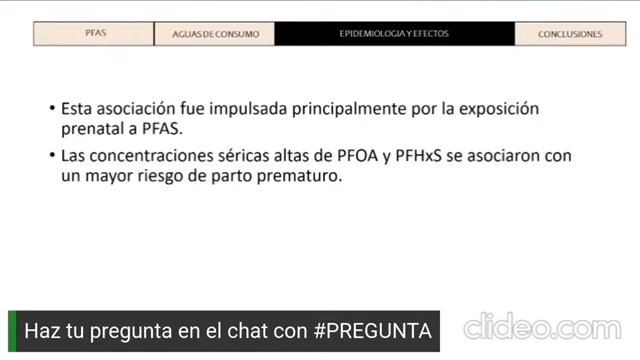 PFAS
AGUAS DE CONSUMO
EPIDEMIOLOGIA Y EFECTOS
CONCLUSIONES
• Esta asociación fue impulsada principalmente por la exposición
prenatal a PFAS.
• Las concentraciones séricas altas de PFOA y PFHxS se asociaron con
un mayor riesgo de parto prematuro.
Haz tu pregunta en el chat con #PREGUNTA
clideo.com